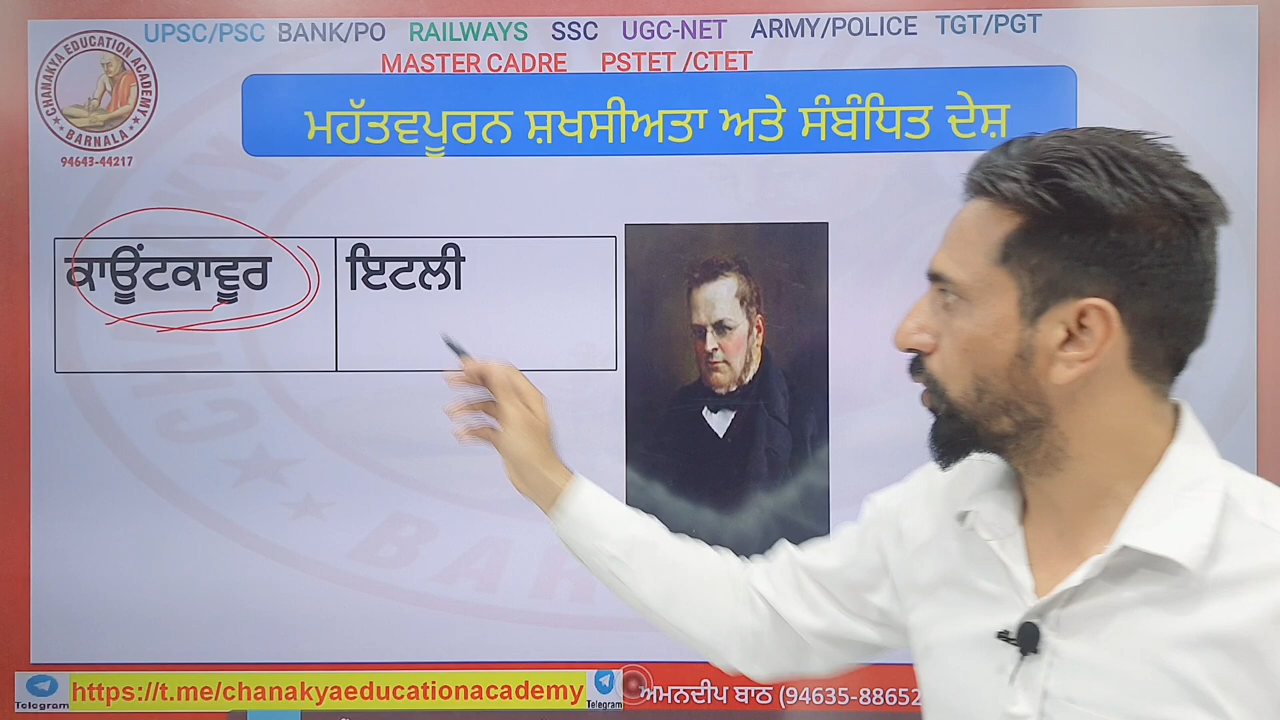 UPSC/PSC BANK/PO RAILWAYS SSC UGC-NET ARMY/POLICE TGT/PGT
MASTER CADRE PSTET /CTET
CHANAKYA EDUCATION ACADEMY
BARNALA
94643-44217
ਮਹੱਤਵਪੂਰਨ ਸ਼ਖਸੀਅਤਾ ਅਤੇ ਸੰਬੰਧਿਤ ਦੇਸ਼
ਕਾਊਂਟਕਾਵੂਰ ਇਟਲੀ
Telegram https://t.me/chanakyaeducationacademy Telegram ਅਮਨਦੀਪ ਬਾਠ (94635-88652